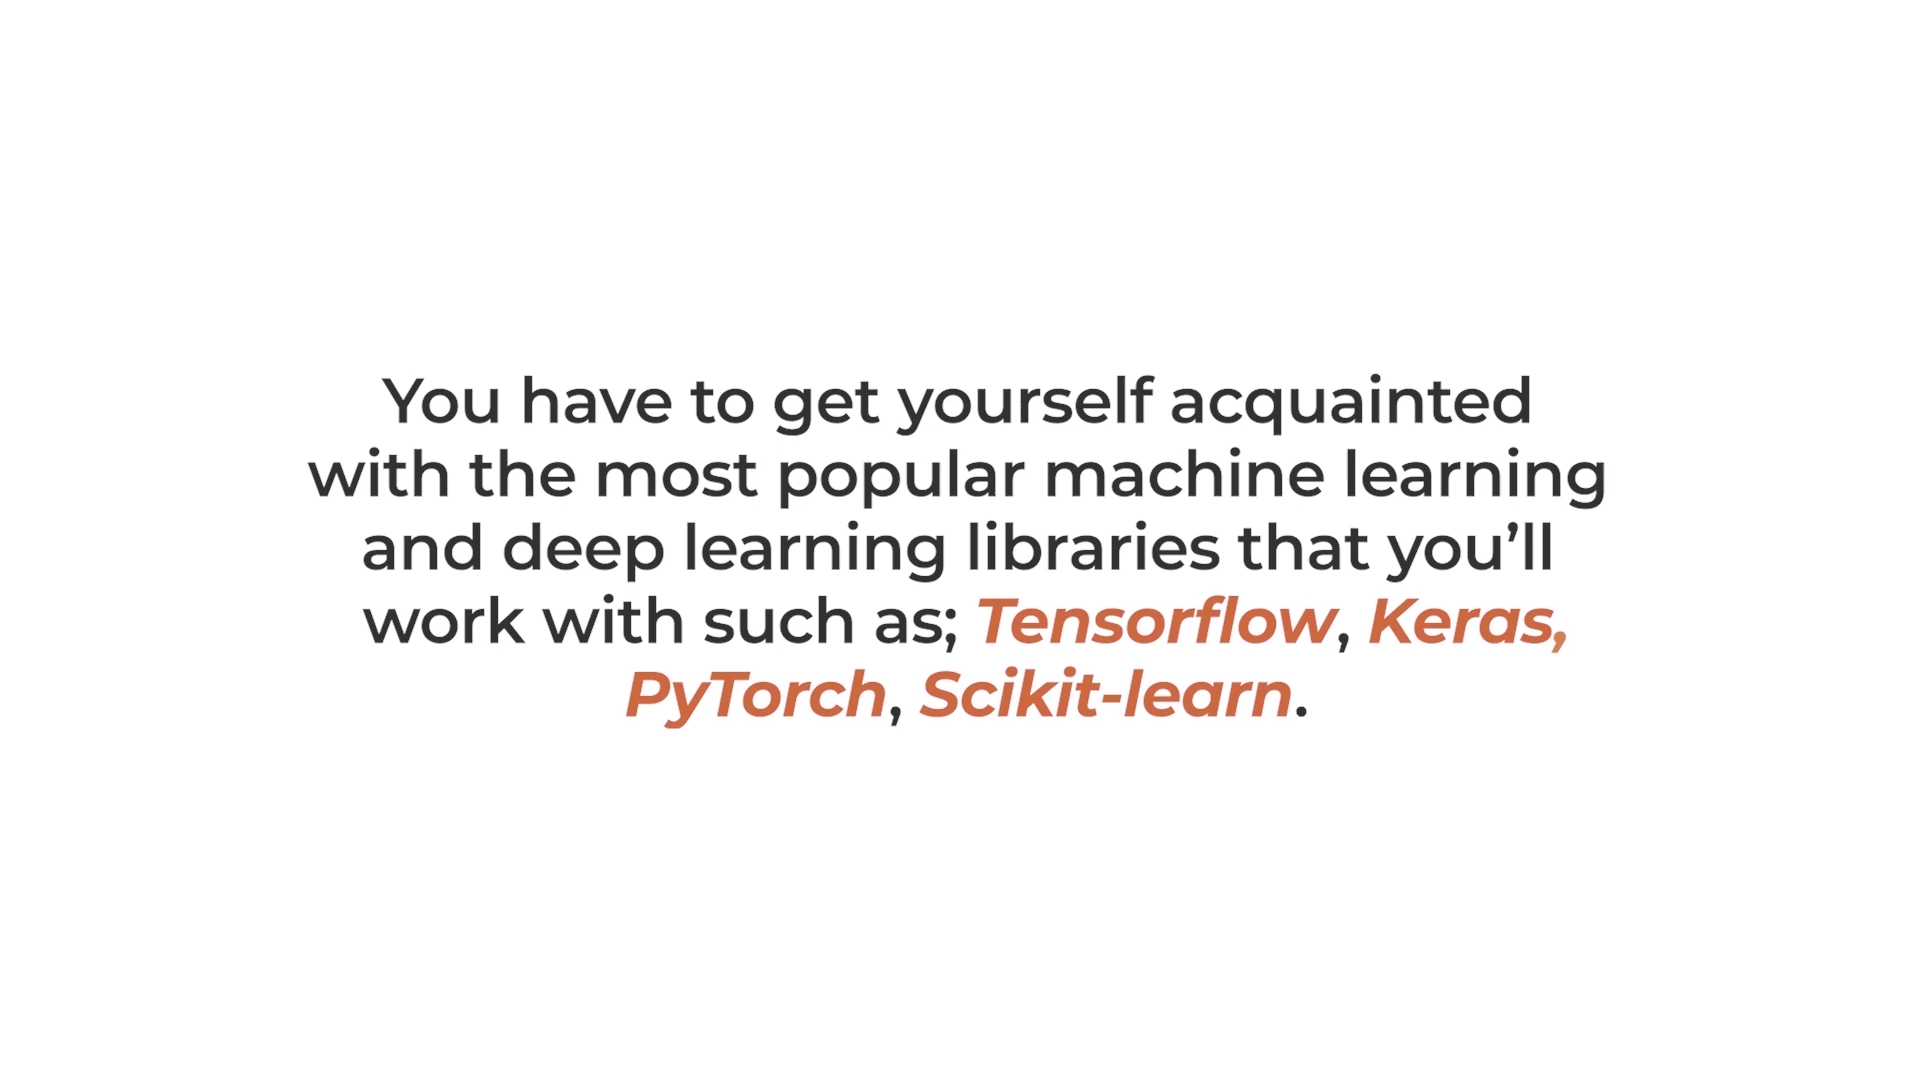 You have to get yourself acquainted
with the most popular machine learning
and deep learning libraries that you’ll
work with such as; Tensorflow, Keras,
PyTorch, Scikit-learn.